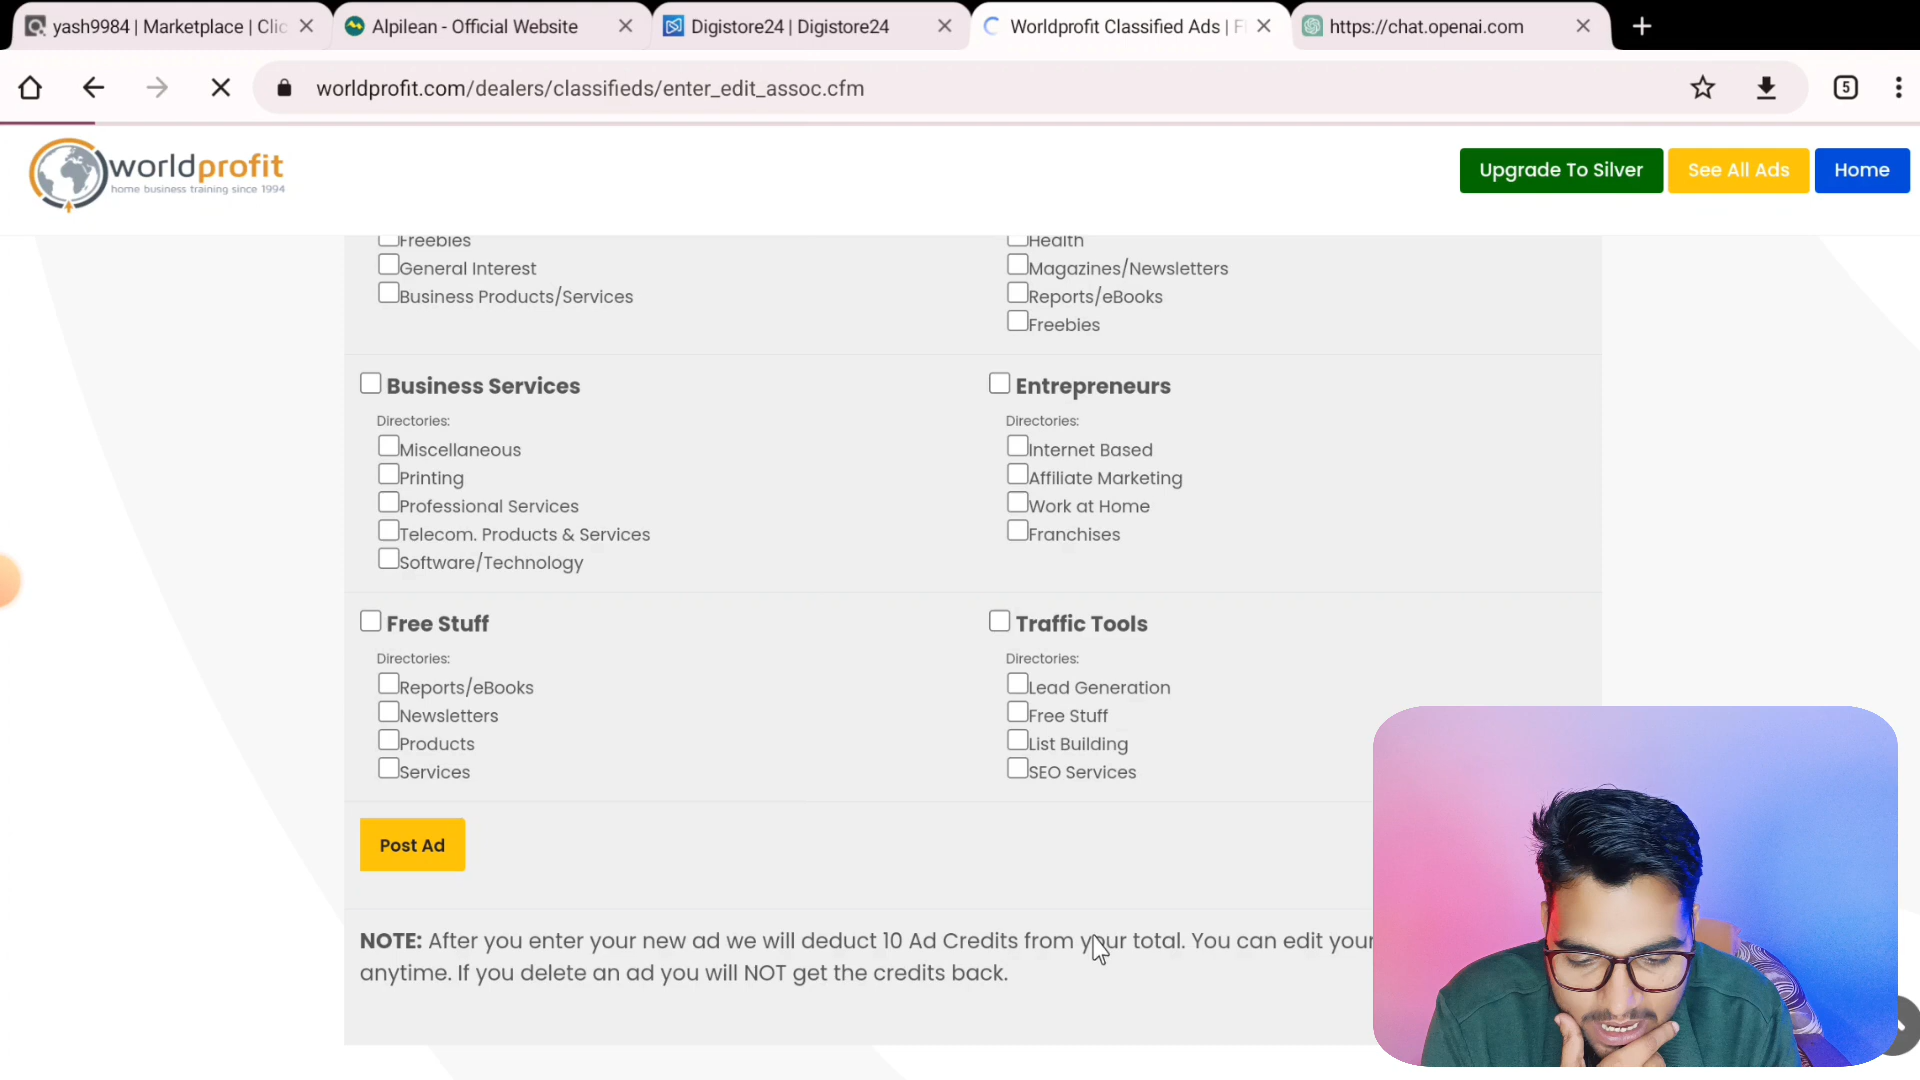 yash9984 | Marketplace | Clic
Alpilean - Official Website
Digistore24 | Digistore24
Worldprofit Classified Ads | F
https://chat.openai.com
worldprofit.com/dealers/classifieds/enter_edit_assoc.cfm
5
worldprofit
home business training since 1994
Upgrade To Silver
See All Ads
Home
Freebies
General Interest
Business Products/Services
Health
Magazines/Newsletters
Reports/eBooks
Freebies
Business Services
Directories:
Miscellaneous
Printing
Professional Services
Telecom. Products & Services
Software/Technology
Entrepreneurs
Directories:
Internet Based
Affiliate Marketing
Work at Home
Franchises
Free Stuff
Directories:
Reports/eBooks
Newsletters
Products
Services
Traffic Tools
Directories:
Lead Generation
Free Stuff
List Building
SEO Services
Post Ad
NOTE: After you enter your new ad we will deduct 10 Ad Credits from your total. You can edit your
anytime. If you delete an ad you will NOT get the credits back.